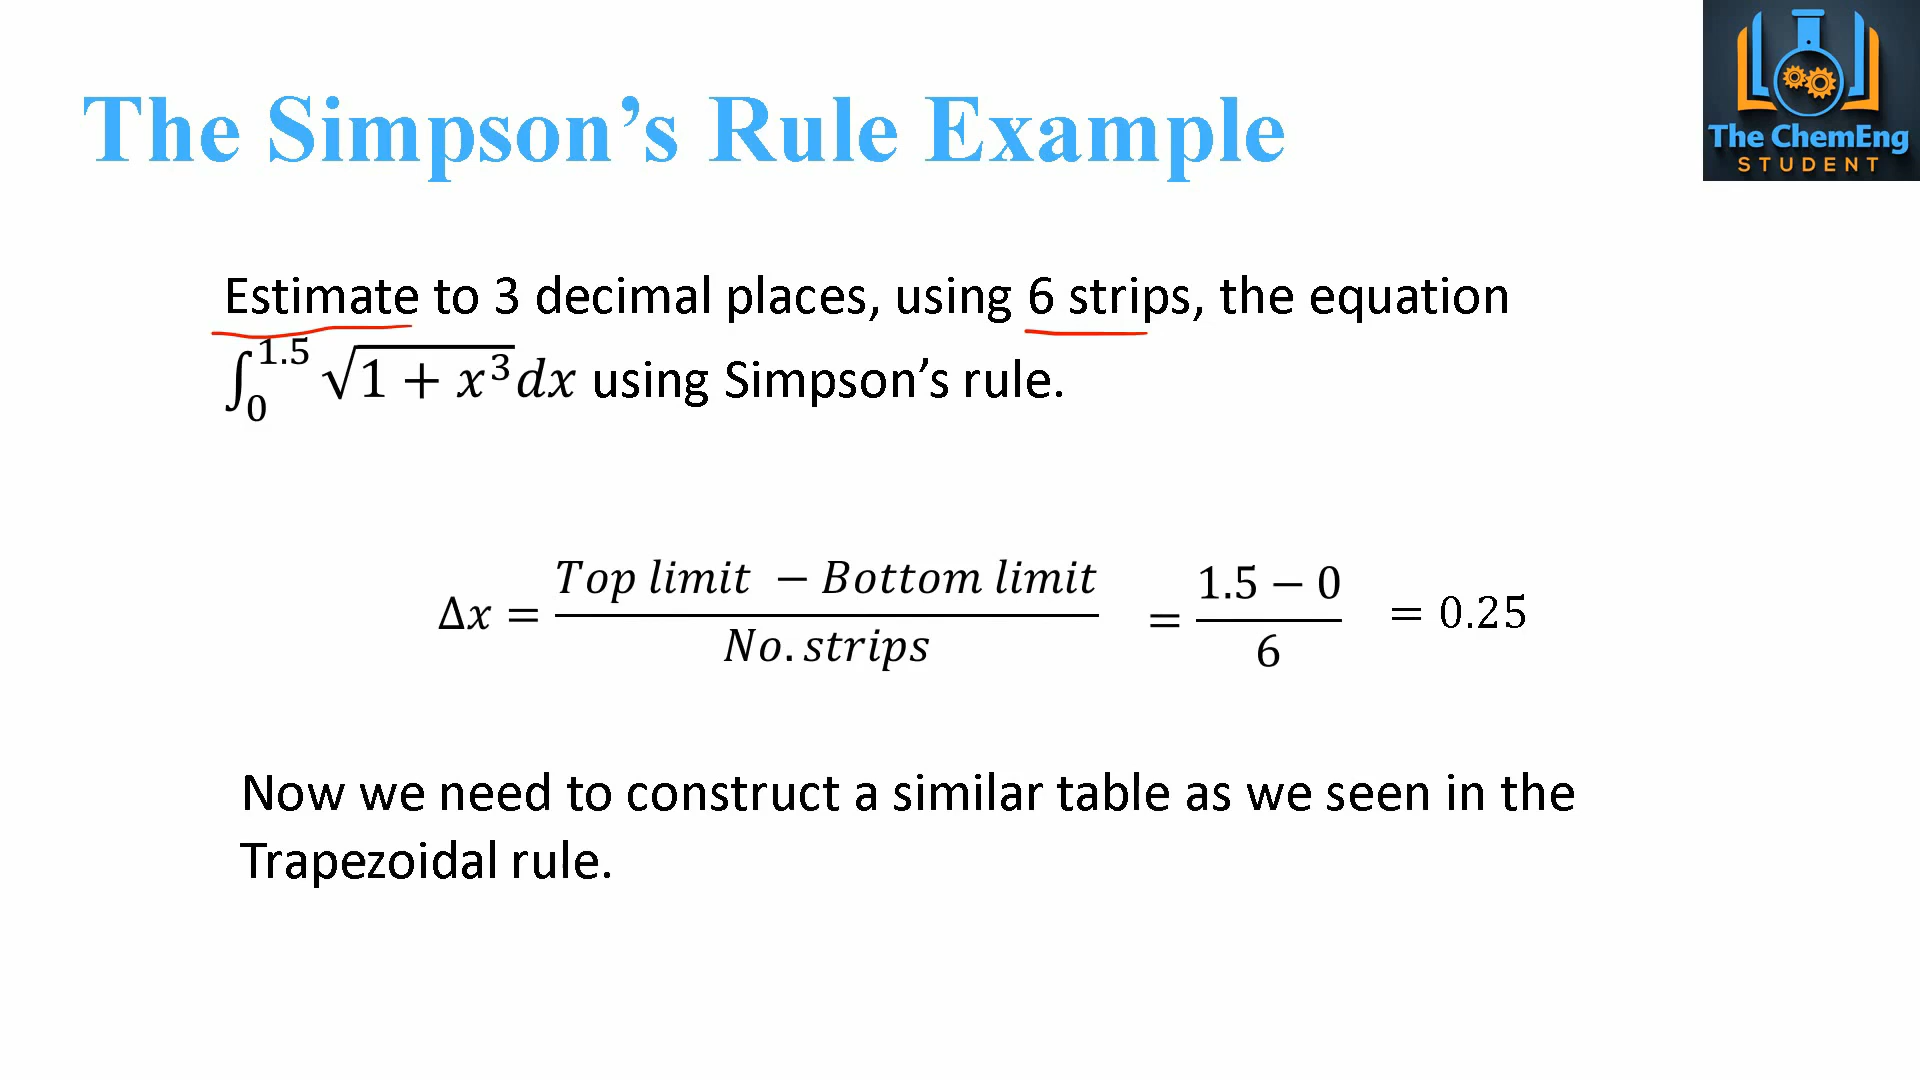 The Simpson’s Rule Example
The ChemEng
STUDENT
Estimate to 3 decimal places, using 6 strips, the equation
∫₀^1.5 √(1 + x³) dx using Simpson’s rule.
Δx = (Top limit − Bottom limit)/(No. strips) = (1.5 − 0)/6 = 0.25
Now we need to construct a similar table as we seen in the
Trapezoidal rule.